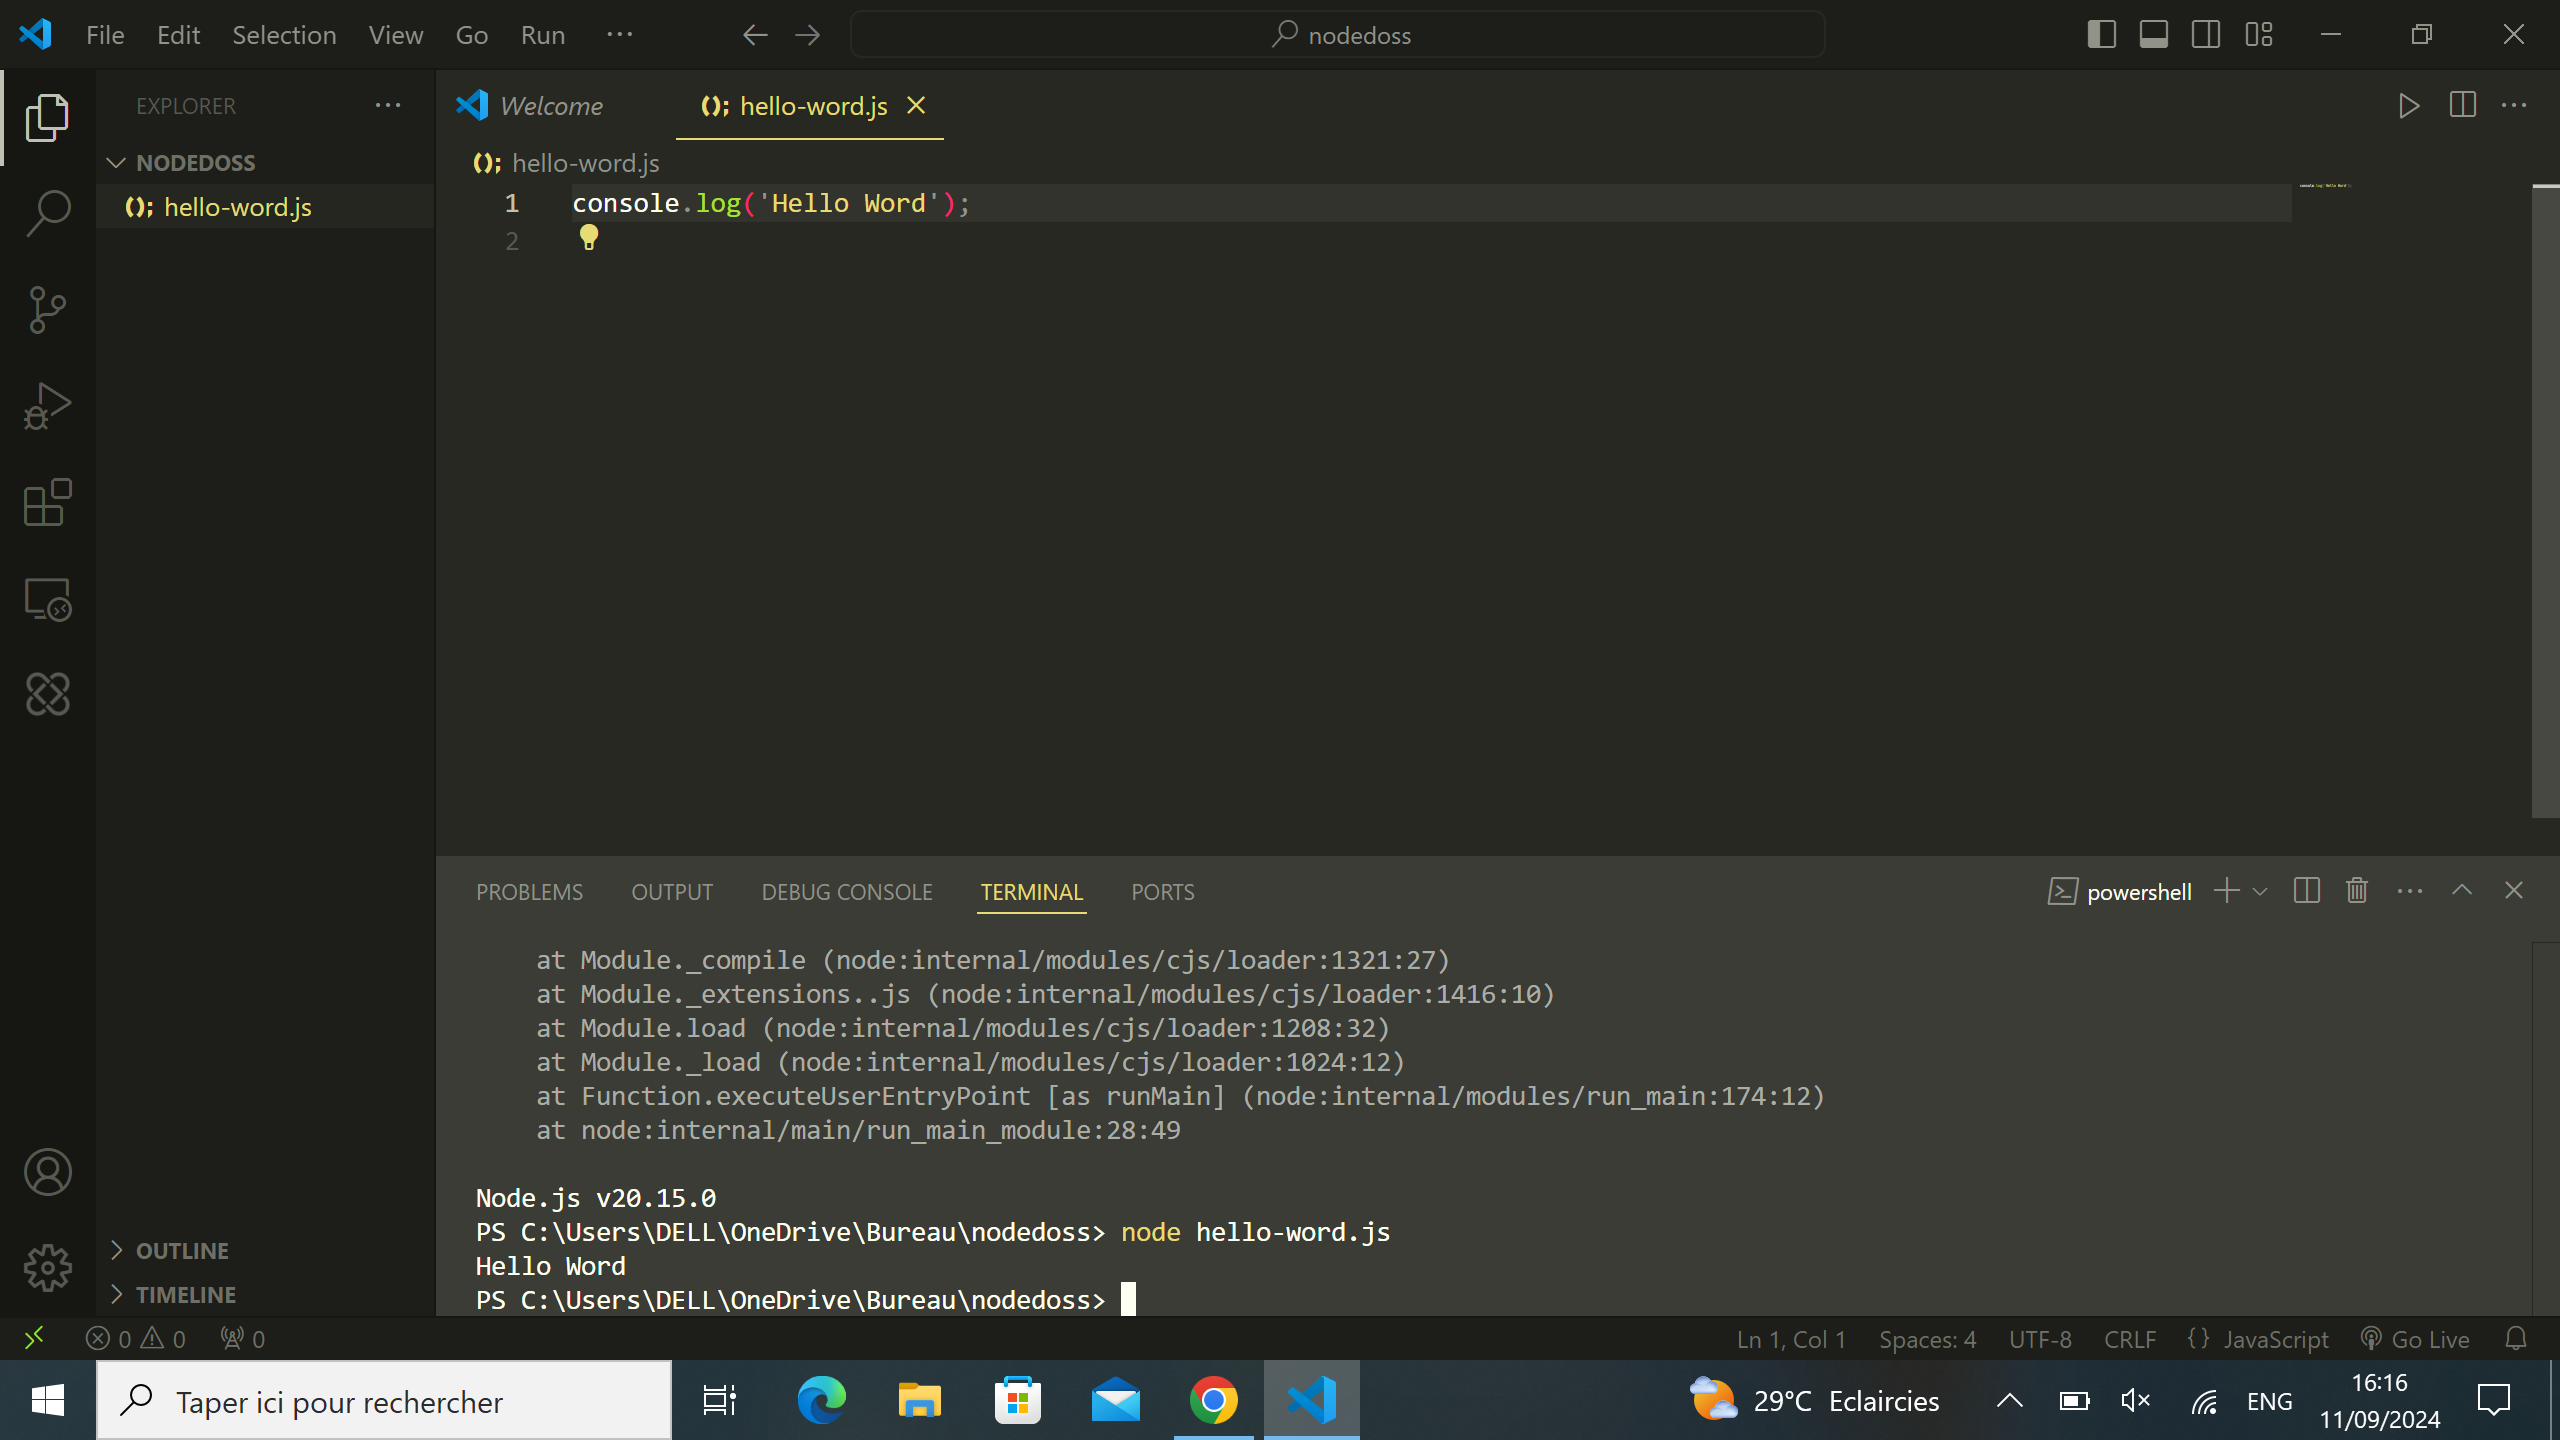 File Edit Selection View Go Run ··· nodedoss
EXPLORER
NODEDOSS
hello-word.js
OUTLINE
TIMELINE
Welcome hello-word.js
hello-word.js
1 console.log('Hello Word');
2
PROBLEMS OUTPUT DEBUG CONSOLE TERMINAL PORTS powershell
at Module._compile (node:internal/modules/cjs/loader:1321:27)
at Module._extensions..js (node:internal/modules/cjs/loader:1416:10)
at Module.load (node:internal/modules/cjs/loader:1208:32)
at Module._load (node:internal/modules/cjs/loader:1024:12)
at Function.executeUserEntryPoint [as runMain] (node:internal/modules/run_main:174:12)
at node:internal/main/run_main_module:28:49
Node.js v20.15.0
PS C:\Users\DELL\OneDrive\Bureau\nodedoss> node hello-word.js
Hello Word
PS C:\Users\DELL\OneDrive\Bureau\nodedoss>
0 0 0 Ln 1, Col 1 Spaces: 4 UTF-8 CRLF {} JavaScript Go Live
Taper ici pour rechercher 29°C Eclaircies ENG 16:16
11/09/2024